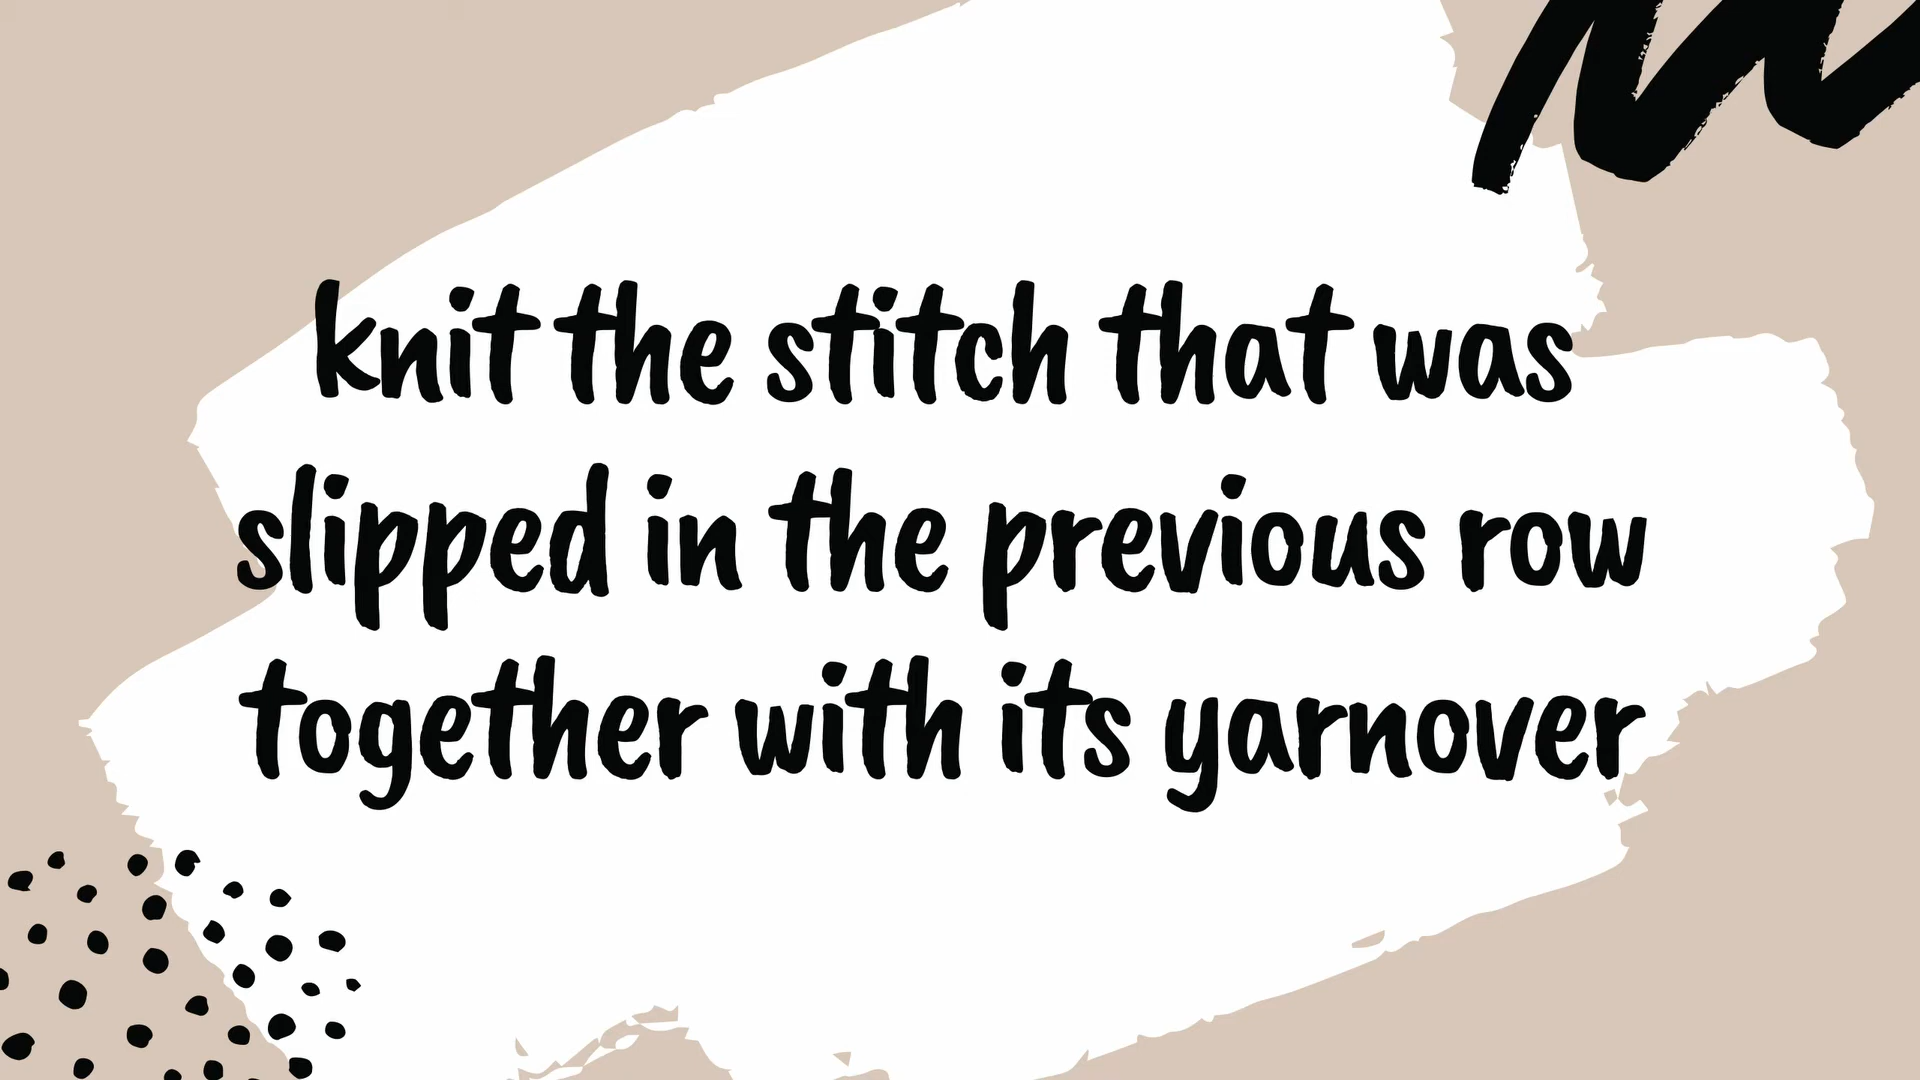 knit the stitch that was
slipped in the previous row
together with its yarnover